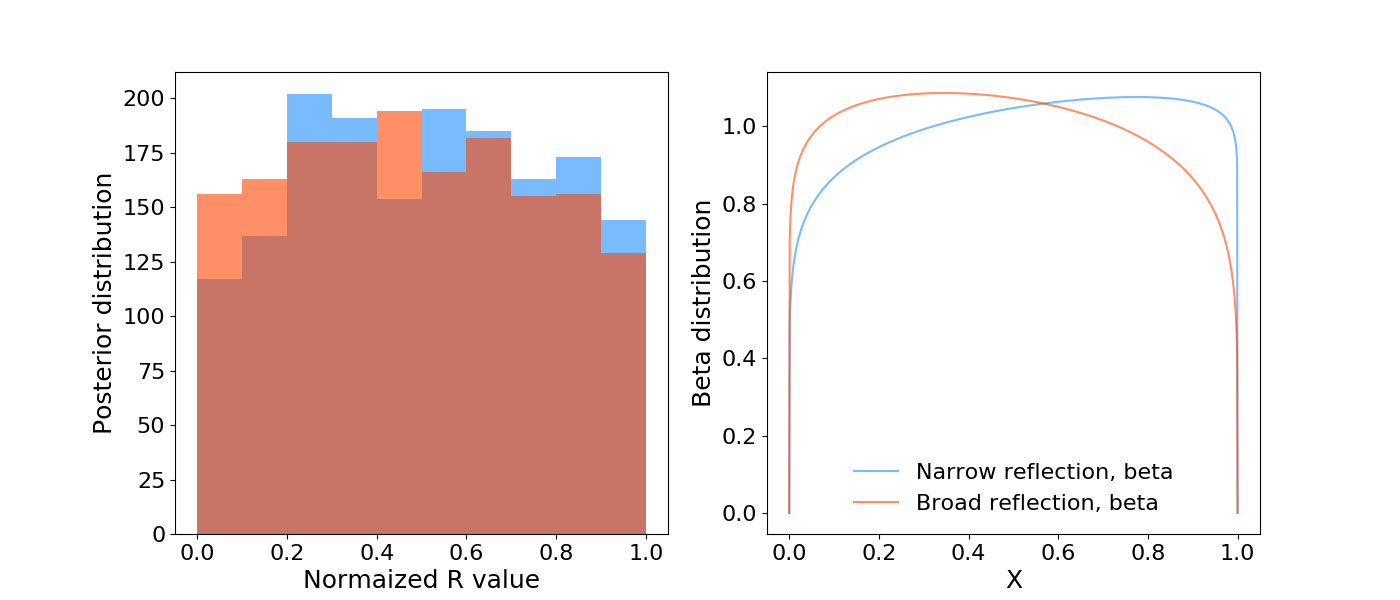 Posterior distribution
200
175
150
125
100
75
50
25
0
0.0 0.2 0.4 0.6 0.8 1.0
Normaized R value
Beta distribution
1.0
0.8
0.6
0.4
0.2
0.0
Narrow reflection, beta
Broad reflection, beta
0.0 0.2 0.4 0.6 0.8 1.0
X